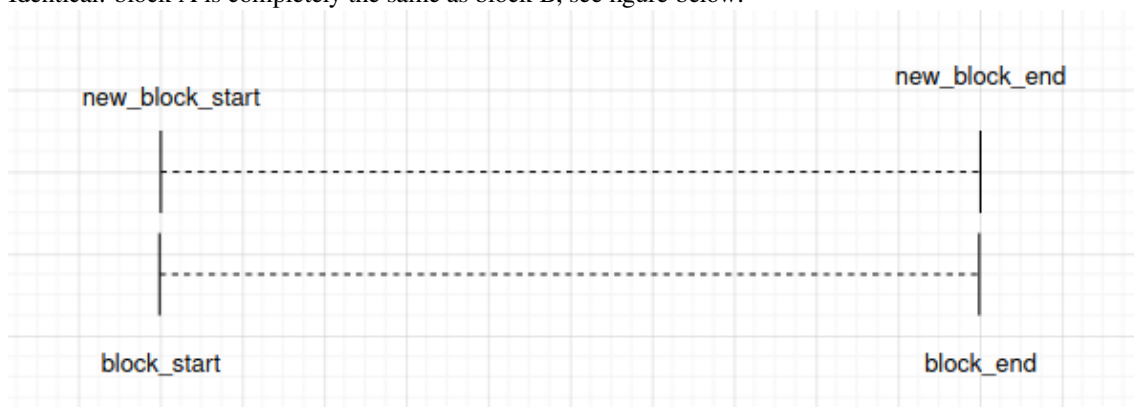 identical: block A is completely the same as block B, see figure below.
new_block_end
new_block_start
block_start
block_end